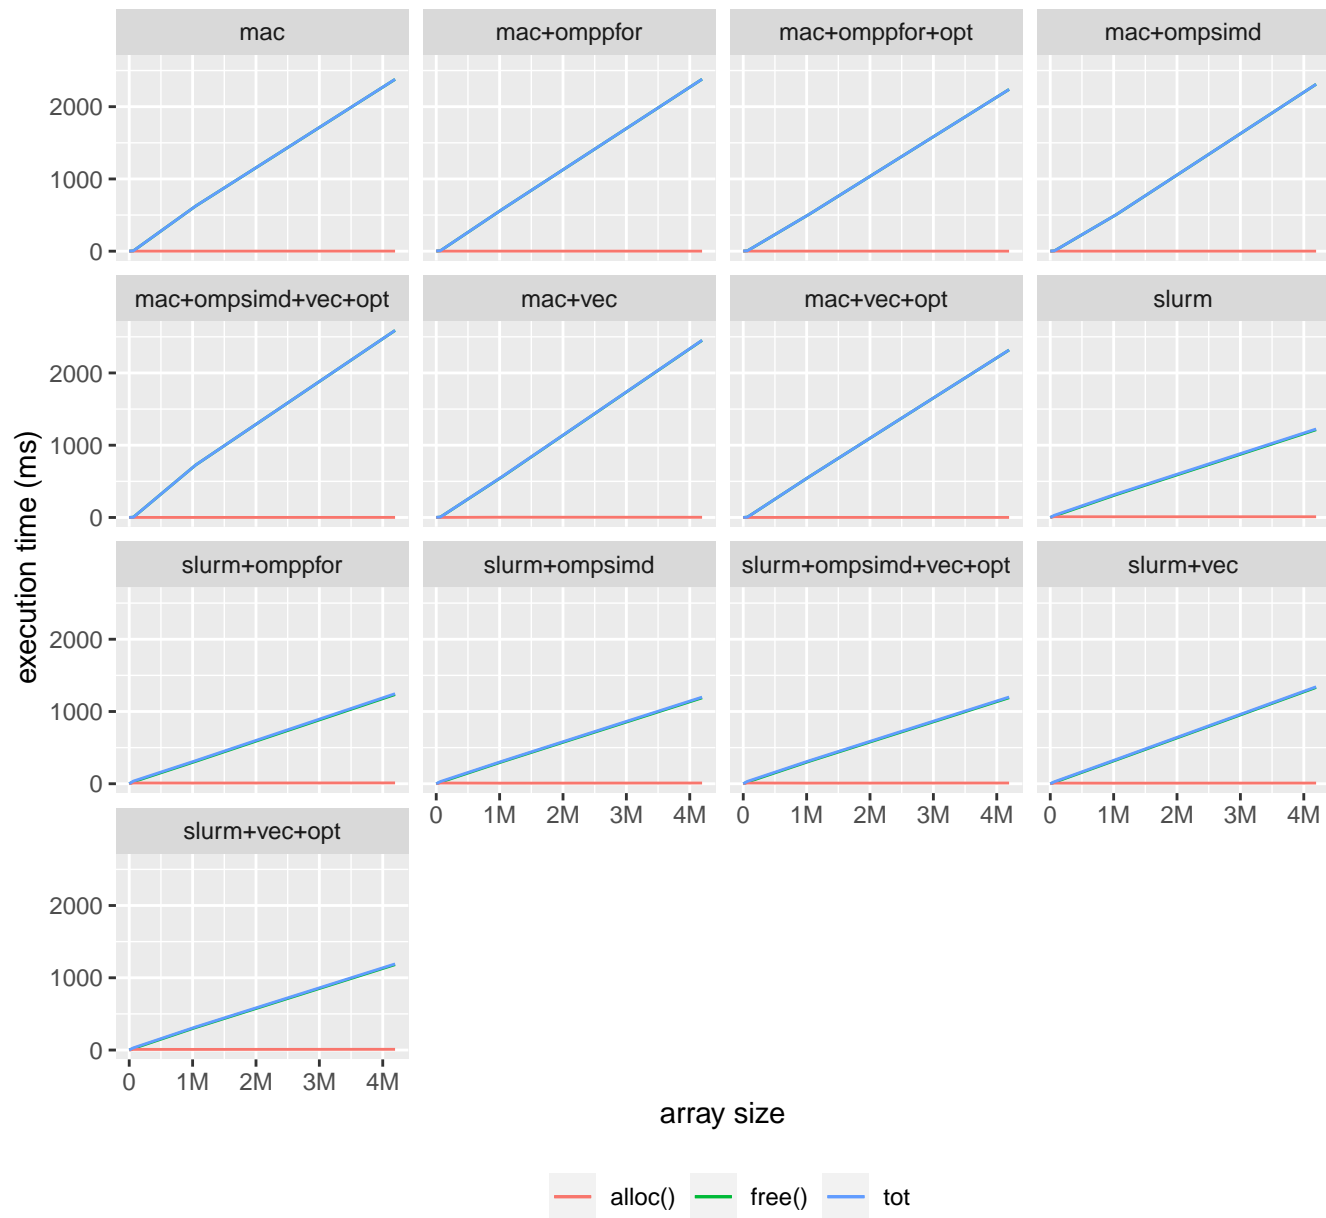 mac
mac+omppfor
mac+omppfor+opt
mac+ompsimd
2000
1000
0
mac+ompsimd+vec+opt
mac+vec
mac+vec+opt
slurm
2000
1000
0
execution time (ms)
slurm+omppfor
slurm+ompsimd
slurm+ompsimd+vec+opt
slurm+vec
2000
1000
0
0 1M 2M 3M 4M
0 1M 2M 3M 4M
0 1M 2M 3M 4M
slurm+vec+opt
2000
1000
0
0 1M 2M 3M 4M
array size
alloc() free() tot